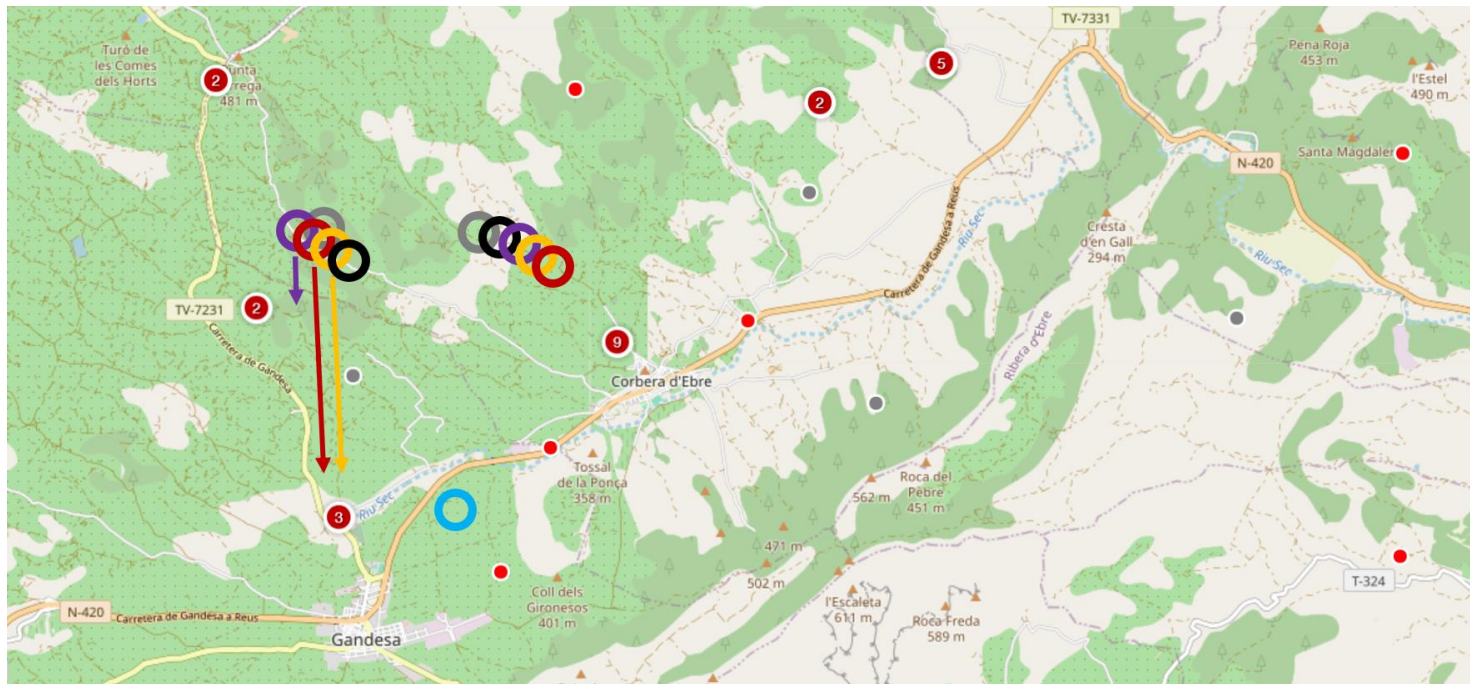 TV-7331
Turó de
les Comes
dels Horts
481 m
2
5
2
Pena Roja
453 m
l'Estel
490 m
Santa Magdaler
N-420
Carretera de Gandesa a Reus
Riu Sec
Cresta
d'en Gall
294 m
Riu Sec
TV-7231
2
Carretera de Gandesa
9
Corbera d'Ebre
Ribera d'Ebre
Tossal
de la Ponça
358 m
Roca del
Pebre
451 m
562 m
3
Riu Sec
471 m
502 m
Coll dels
Gironesos
401 m
l'Escaleta
611 m
Roca Freda
589 m
T-324
N-420
Carretera de Gandesa a Reus
Gandesa